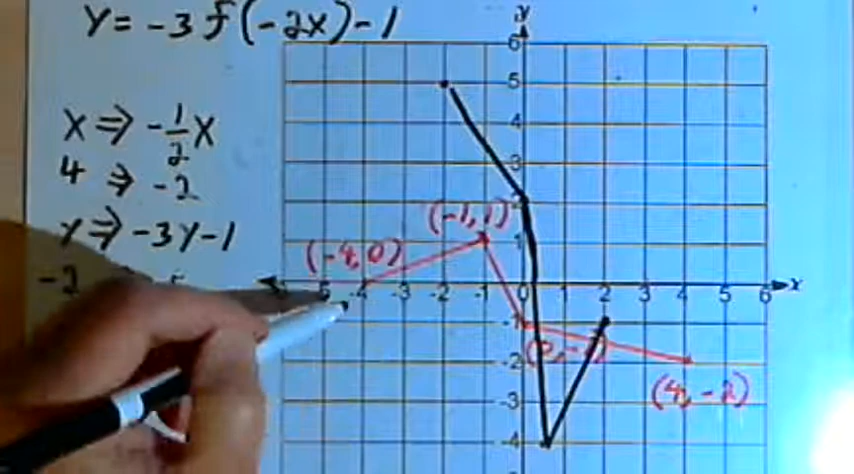 y = -3 f(-2x) - 1
x ⇒ -1/2 x
4 ⇒ -2
y ⇒ -3y - 1
-2
(-4, 0)
(-1, 1)
(4, -2)
y
6
5
4
3
2
1
-5 -4 -3 -2 -1 0 1 2 3 4 5 6 x
-1
-2
-3
-4